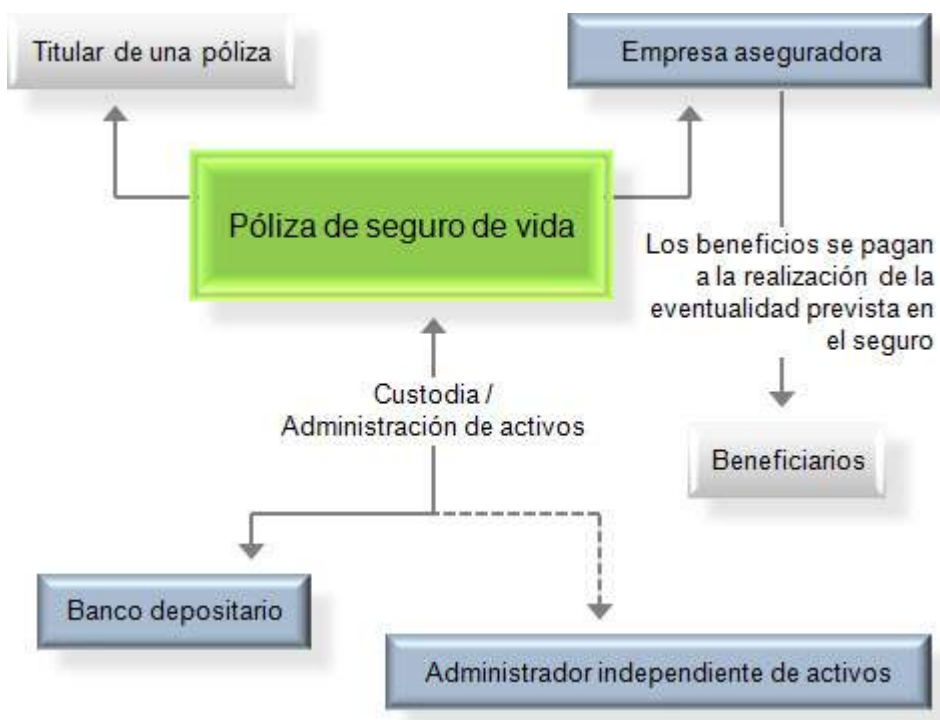 Titular de una póliza
Empresa aseguradora
Póliza de seguro de vida
Los beneficios se pagan
a la realización de la
eventualidad prevista en
el seguro
Custodia /
Administración de activos
Beneficiarios
Banco depositario
Administrador independiente de activos